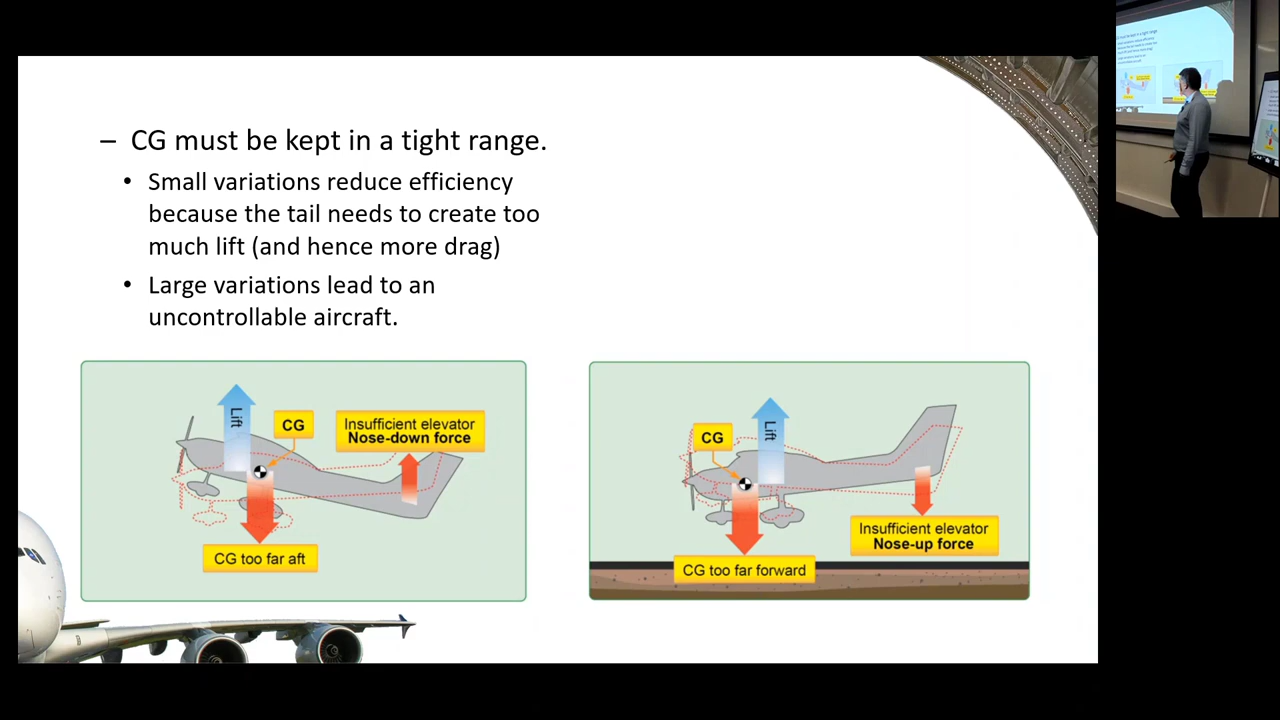 – CG must be kept in a tight range.
• Small variations reduce efficiency
because the tail needs to create too
much lift (and hence more drag)
• Large variations lead to an
uncontrollable aircraft.
Lift
CG
Insufficient elevator
Nose-down force
CG too far aft
CG
Lift
Insufficient elevator
Nose-up force
CG too far forward